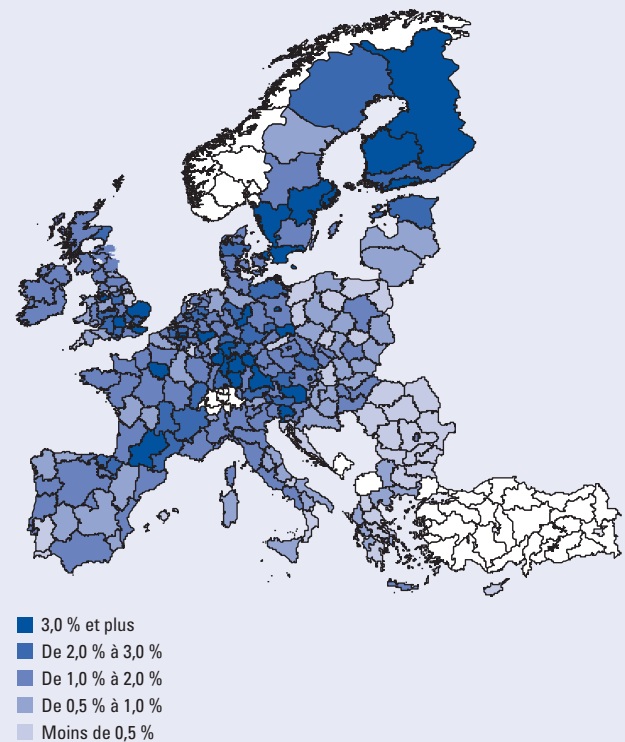 3,0 % et plus
De 2,0 % à 3,0 %
De 1,0 % à 2,0 %
De 0,5 % à 1,0 %
Moins de 0,5 %